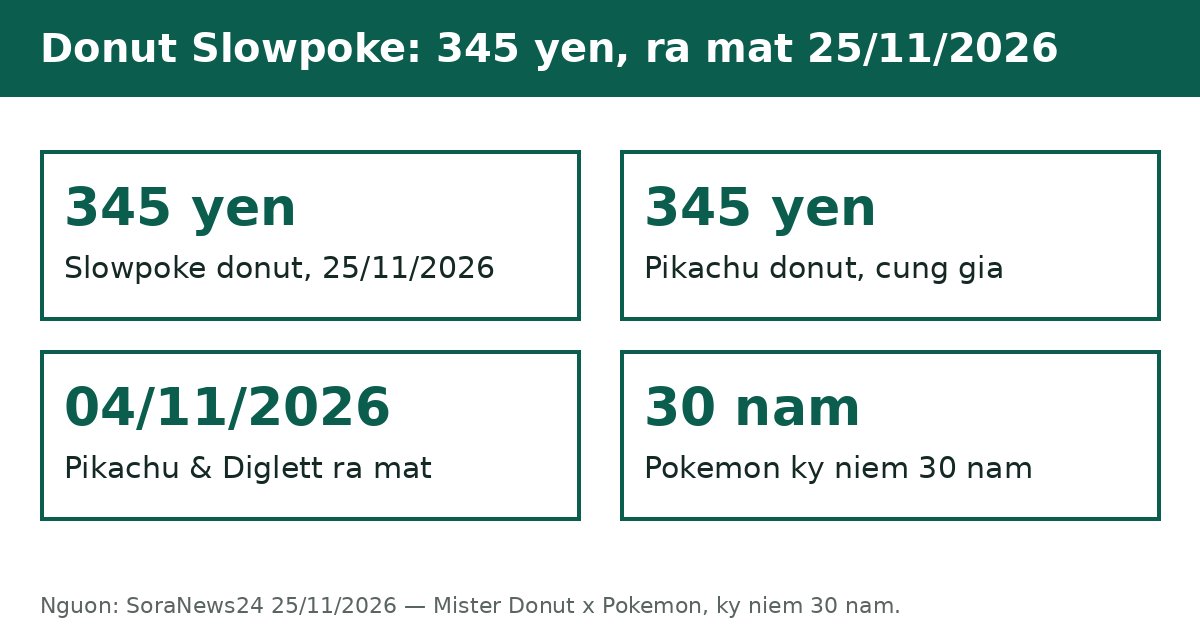 Donut Slowpoke: 345 yen, ra mat 25/11/2026
345 yen
Slowpoke donut, 25/11/2026
345 yen
Pikachu donut, cung gia
04/11/2026
Pikachu & Diglett ra mat
30 nam
Pokemon ky niem 30 nam
Nguon: SoraNews24 25/11/2026 — Mister Donut x Pokemon, ky niem 30 nam.